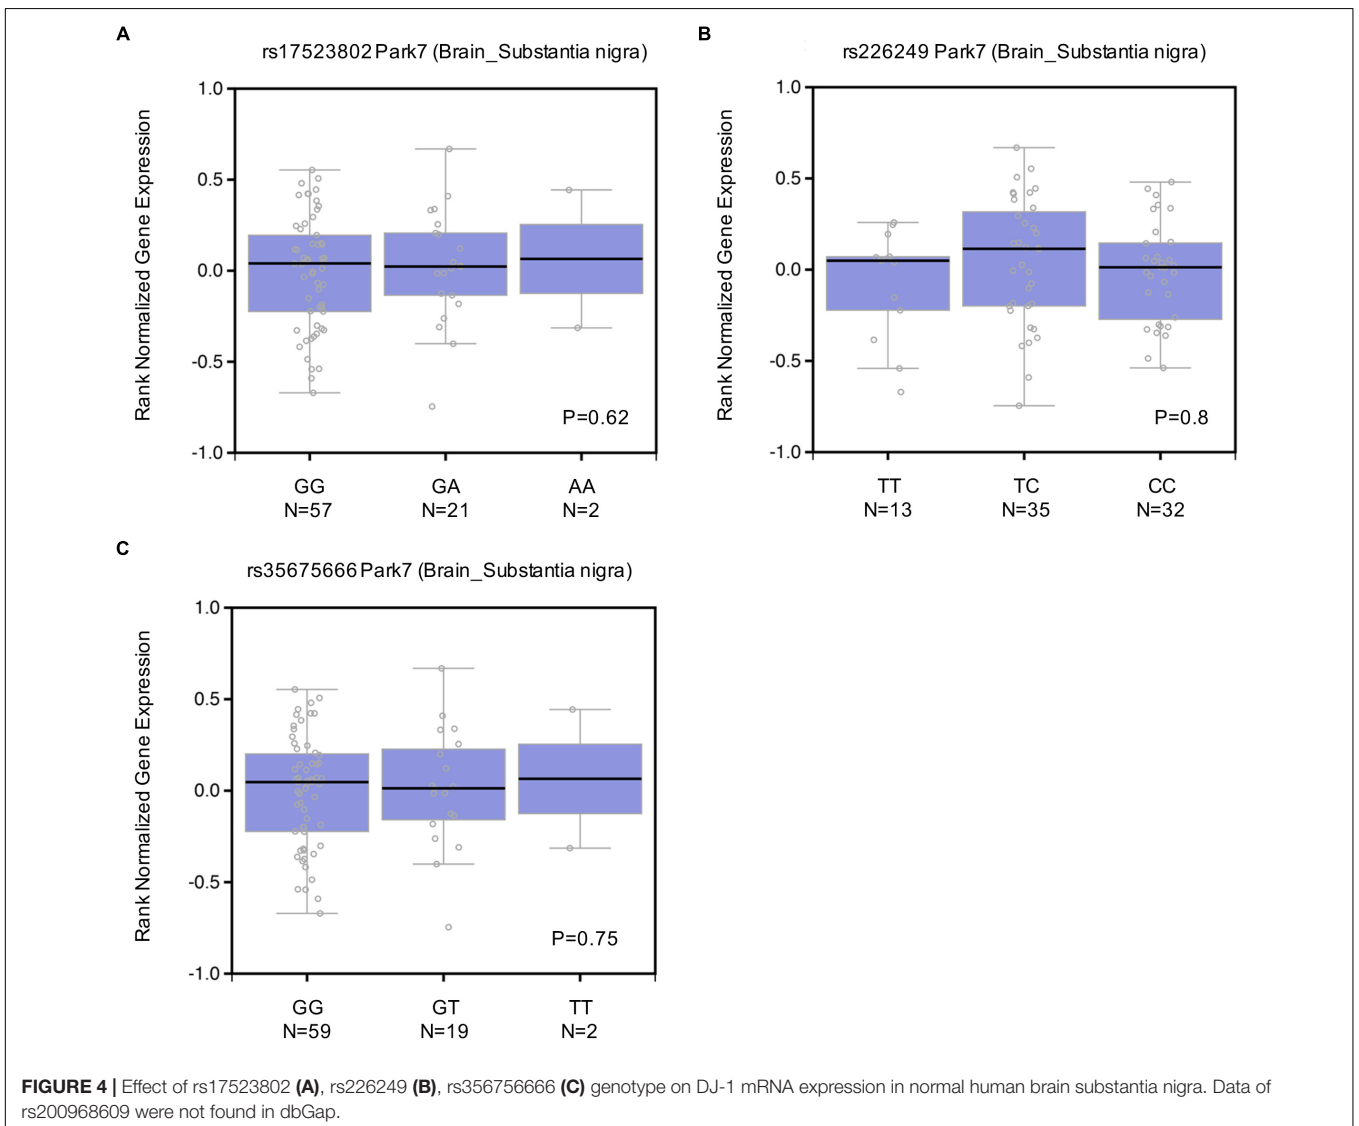 A
rs17523802 Park7 (Brain_Substantia nigra)
Rank Normalized Gene Expression
1.0
0.5
0.0
-0.5
-1.0
P=0.62
GG GA AA
N=57 N=21 N=2
B
rs226249 Park7 (Brain_Substantia nigra)
Rank Normalized Gene Expression
1.0
0.5
0.0
-0.5
-1.0
P=0.8
TT TC CC
N=13 N=35 N=32
C
rs35675666 Park7 (Brain_Substantia nigra)
Rank Normalized Gene Expression
1.0
0.5
0.0
-0.5
-1.0
P=0.75
GG GT TT
N=59 N=19 N=2
FIGURE 4 | Effect of rs17523802 (A), rs226249 (B), rs356756666 (C) genotype on DJ-1 mRNA expression in normal human brain substantia nigra. Data of
rs200968609 were not found in dbGap.